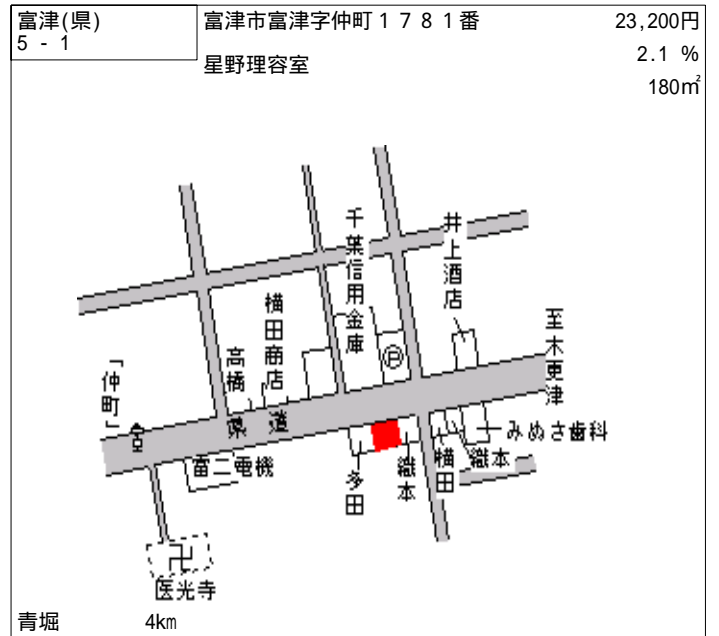 富津(県)
5 - 1
富津市富津字仲町1781番
23,200円
星野理容室
2.1 %
180㎡
千葉信用金庫
井上酒店
横田商店
高橋
Ⓟ
至木更津
「仲町」
県道
みぬさ歯科
織本
横田
織本
多田
富二電機
卍
医光寺
青堀 4km